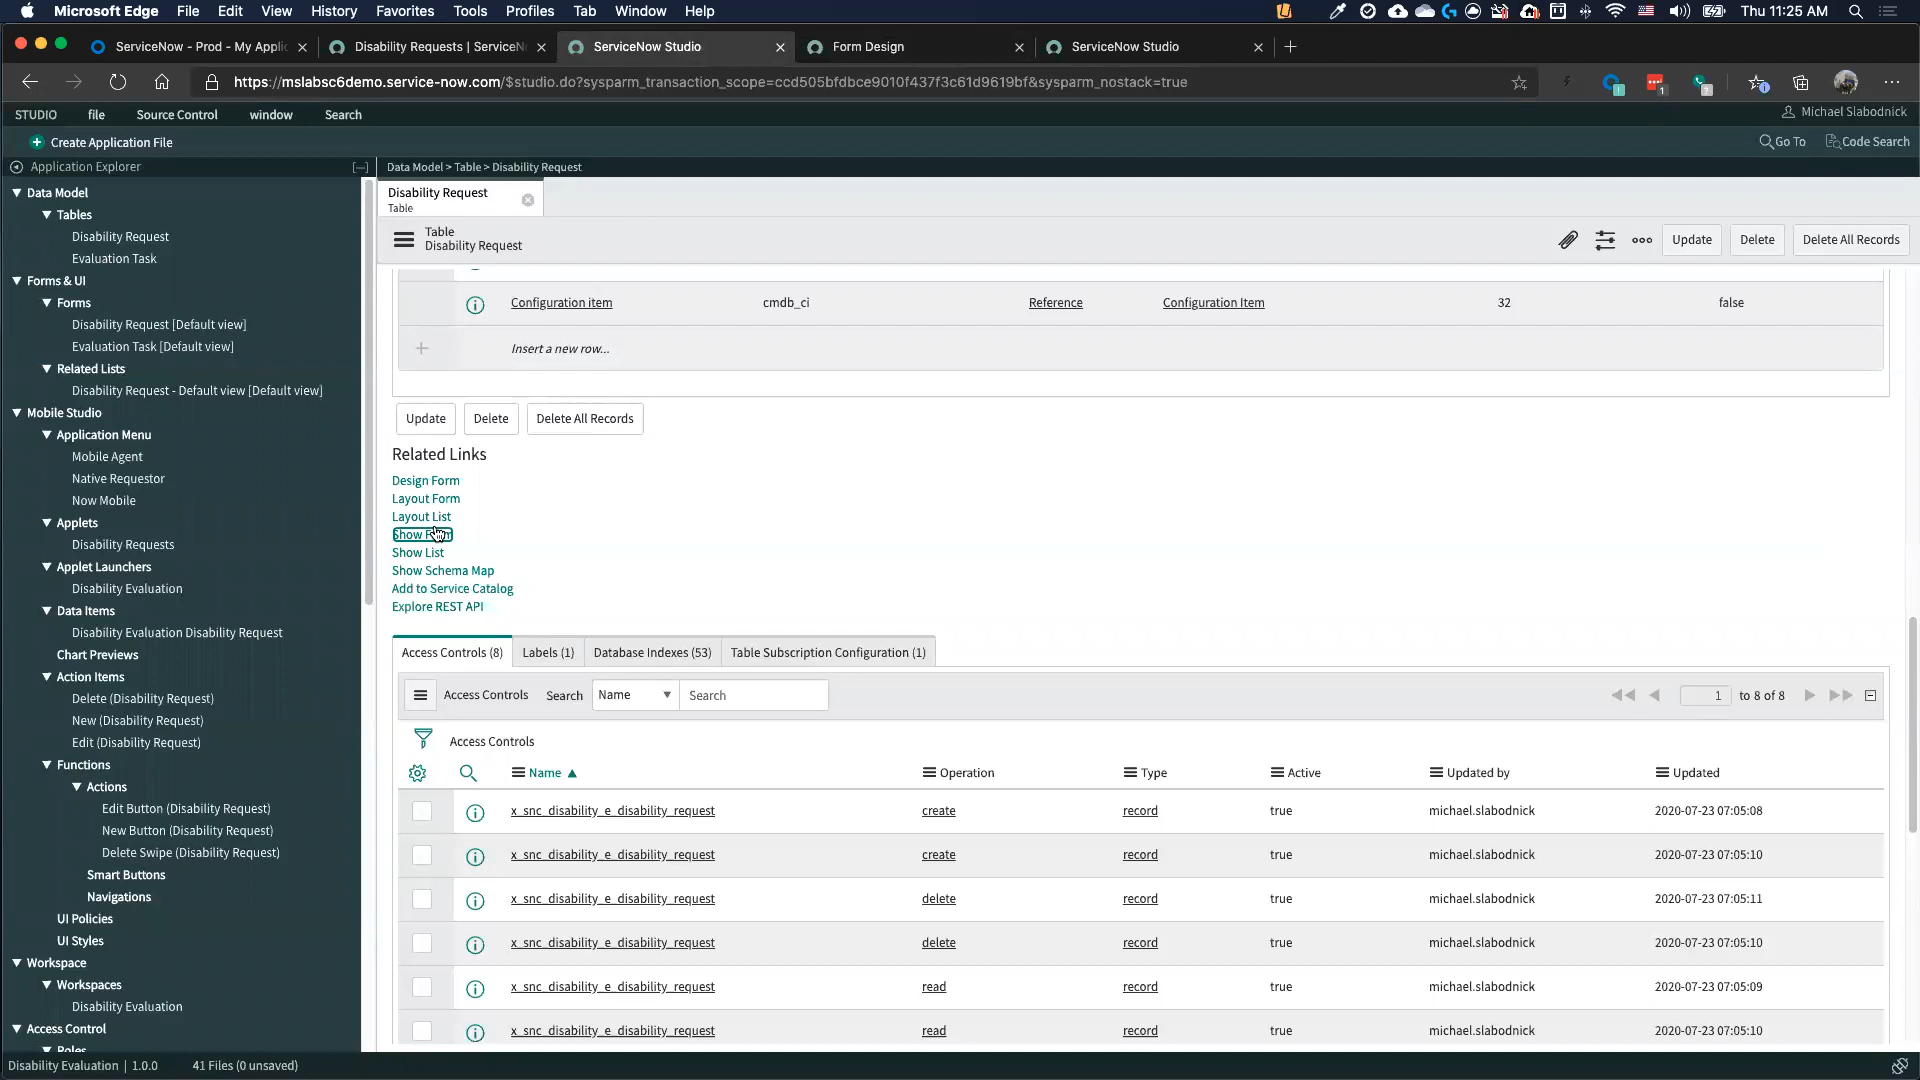 Microsoft Edge File Edit View History Favorites Tools Profiles Tab Window Help Thu 11:25 AM
ServiceNow - Prod - My Applic Disability Requests | ServiceN ServiceNow Studio Form Design ServiceNow Studio
https://mslabsc6demo.service-now.com/$studio.do?sysparm_transaction_scope=ccd505bfdbce9010f437f3c61d9619bf&sysparm_nostack=true
STUDIO file Source Control window Search Michael Slabodnick
Create Application File Go To Code Search
Application Explorer
Data Model > Table > Disability Request
Data Model
Tables
Disability Request
Evaluation Task
Forms & UI
Forms
Disability Request [Default view]
Evaluation Task [Default view]
Related Lists
Disability Request - Default view [Default view]
Mobile Studio
Application Menu
Mobile Agent
Native Requestor
Now Mobile
Applets
Disability Requests
Applet Launchers
Disability Evaluation
Data Items
Disability Evaluation Disability Request
Chart Previews
Action Items
Delete (Disability Request)
New (Disability Request)
Edit (Disability Request)
Functions
Actions
Edit Button (Disability Request)
New Button (Disability Request)
Delete Swipe (Disability Request)
Smart Buttons
Navigations
UI Policies
UI Styles
Workspace
Workspaces
Disability Evaluation
Access Control
Roles
Disability Evaluation | 1.0.0 41 Files (0 unsaved)
Disability Request
Table
Table
Disability Request
Update Delete Delete All Records
Configuration item cmdb_ci Reference Configuration Item 32 false
Insert a new row...
Update Delete Delete All Records
Related Links
Design Form
Layout Form
Layout List
Show Form
Show List
Show Schema Map
Add to Service Catalog
Explore REST API
Access Controls (8) Labels (1) Database Indexes (53) Table Subscription Configuration (1)
Access Controls Search Name Search 1 to 8 of 8
Access Controls
Name Operation Type Active Updated by Updated
x_snc_disability_e_disability_request create record true michael.slabodnick 2020-07-23 07:05:08
x_snc_disability_e_disability_request create record true michael.slabodnick 2020-07-23 07:05:10
x_snc_disability_e_disability_request delete record true michael.slabodnick 2020-07-23 07:05:11
x_snc_disability_e_disability_request delete record true michael.slabodnick 2020-07-23 07:05:10
x_snc_disability_e_disability_request read record true michael.slabodnick 2020-07-23 07:05:09
x_snc_disability_e_disability_request read record true michael.slabodnick 2020-07-23 07:05:10